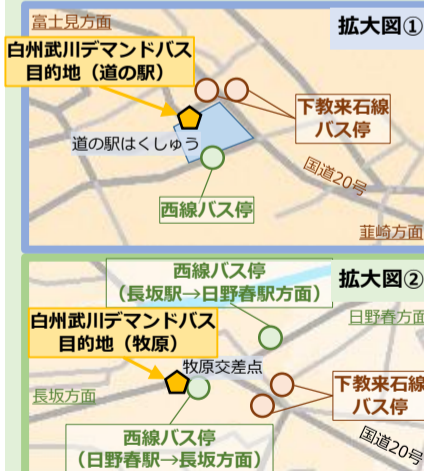 富士見方面
拡大図①
白州武川デマンドバス
目的地（道の駅）
下教来石線
バス停
道の駅はくしゅう
国道20号
西線バス停
韮崎方面
西線バス停
（長坂駅→日野春駅方面）
拡大図②
日野春方面
白州武川デマンドバス
目的地（牧原）
牧原交差点
長坂方面
下教来石線
バス停
西線バス停
（日野春駅→長坂方面）
国道20号